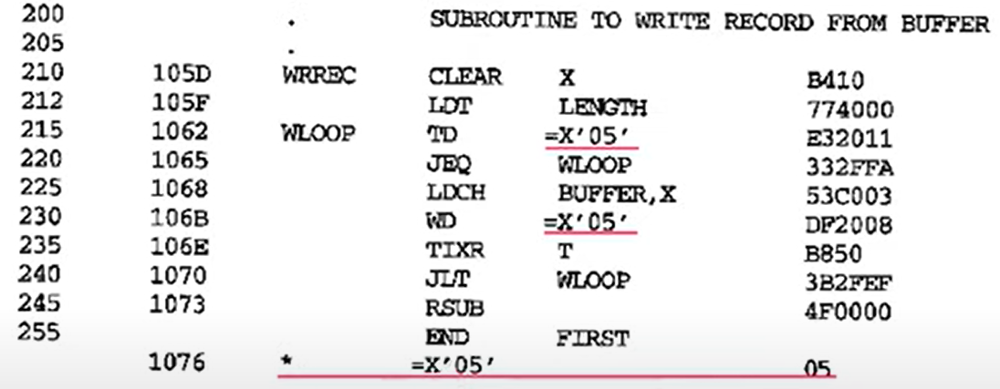 200 . SUBROUTINE TO WRITE RECORD FROM BUFFER
205 .
210 105D WRREC CLEAR X B410
212 105F LDT LENGTH 774000
215 1062 WLOOP TD =X'05' E32011
220 1065 JEQ WLOOP 332FFA
225 1068 LDCH BUFFER,X 53C003
230 106B WD =X'05' DF2008
235 106E TIXR T B850
240 1070 JLT WLOOP 3B2FEF
245 1073 RSUB 4F0000
255 END FIRST
1076 * =X'05' 05